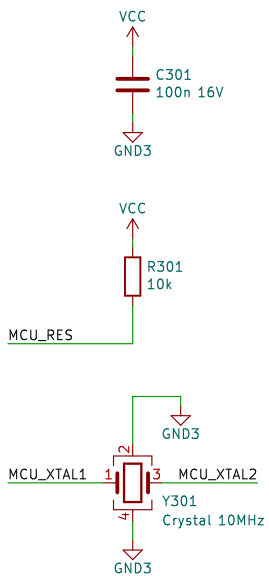 VCC
C301
100n 16V
GND3
VCC
R301
10k
MCU_RES
GND3
2
MCU_XTAL1 1 3 MCU_XTAL2
4
Y301
Crystal 10MHz
GND3